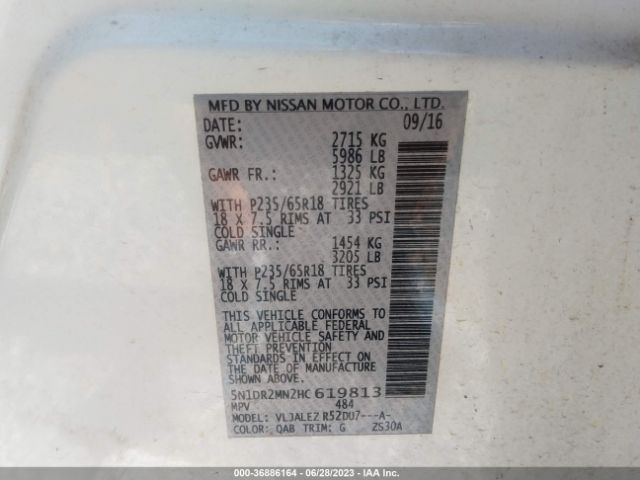 MFD BY NISSAN MOTOR CO., LTD.
DATE: 09/16
GVWR: 2715 KG
5986 LB
GAWR FR.: 1325 KG
2921 LB
WITH P235/65R18 TIRES
18 X 7.5 RIMS AT 33 PSI
COLD SINGLE
GAWR RR.: 1454 KG
3205 LB
WITH P235/65R18 TIRES
18 X 7.5 RIMS AT 33 PSI
COLD SINGLE
THIS VEHICLE CONFORMS TO
ALL APPLICABLE FEDERAL
MOTOR VEHICLE SAFETY AND
THEFT PREVENTION
STANDARDS IN EFFECT ON
THE DATE OF MANUFACTURE
SHOWN ABOVE.
5N1DR2MN2HC619813
MPV 484
MODEL: VLJALEZ R52DU7---A-
COLOR: QAB TRIM: G ZS30A
000-36886164 - 06/28/2023 - IAA Inc.